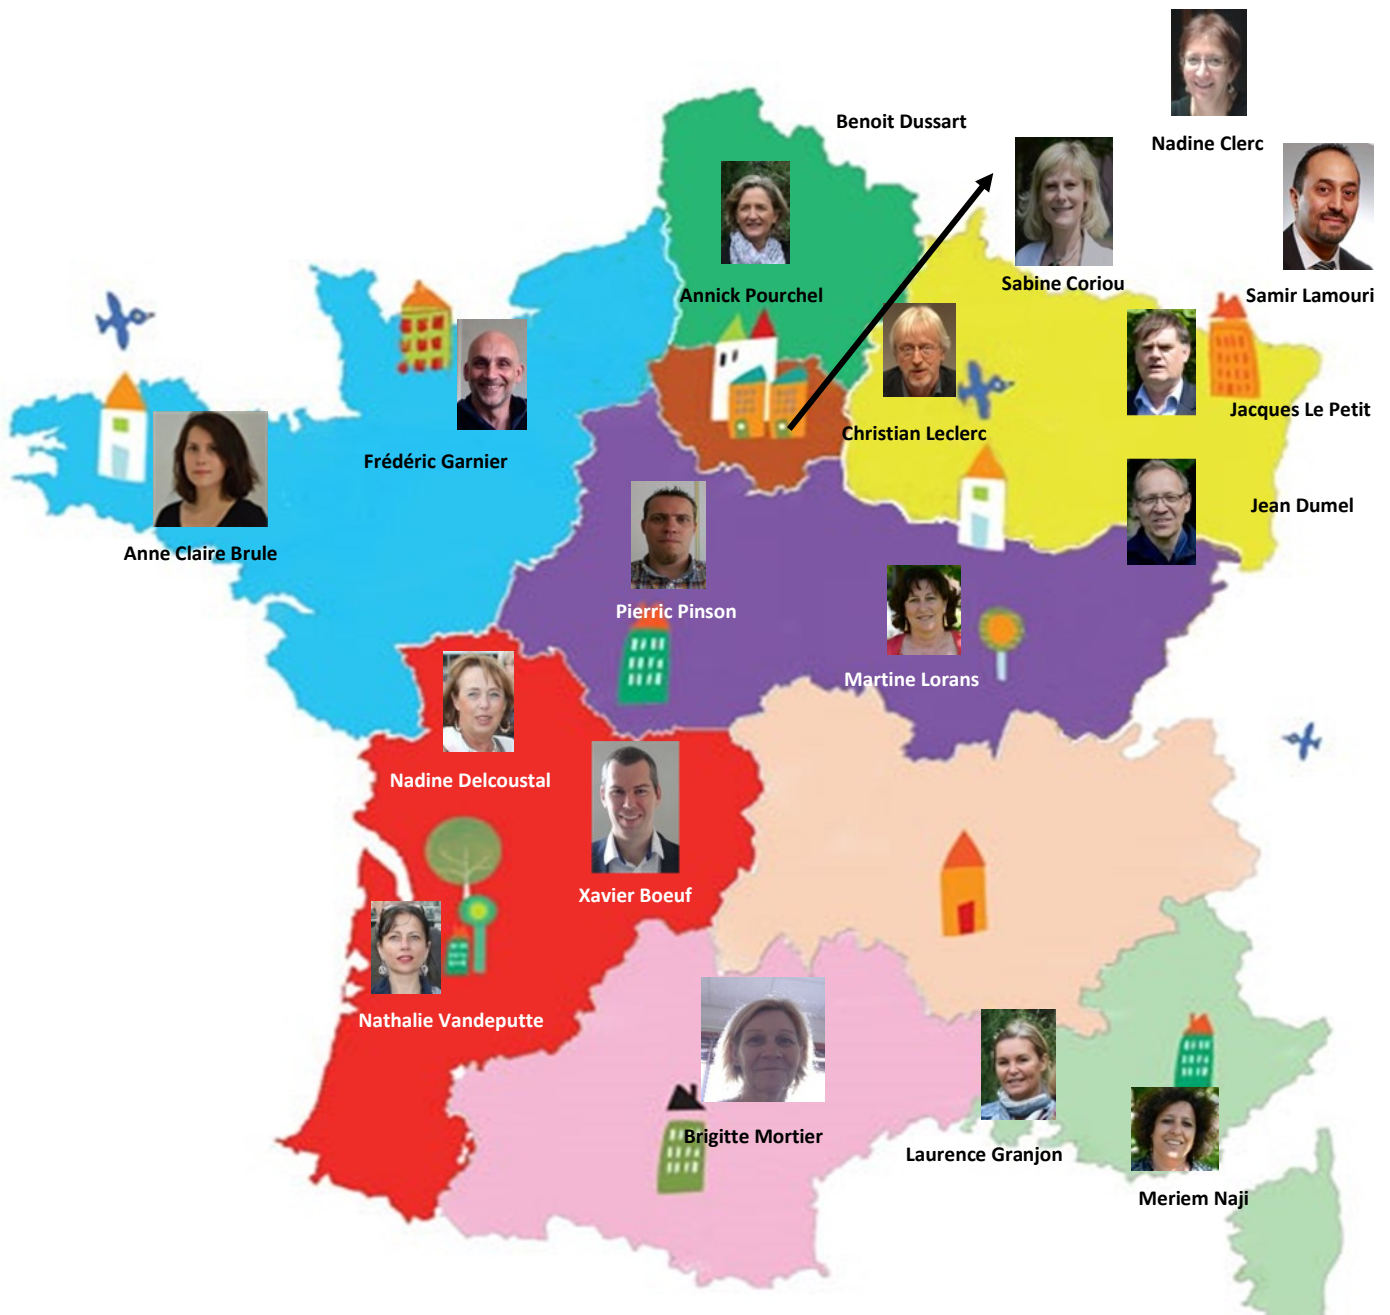 Benoit Dussart
Nadine Clerc
Sabine Coriou
Samir Lamouri
Annick Pourchel
Jacques Le Petit
Christian Leclerc
Frédéric Garnier
Jean Dumel
Anne Claire Brule
Pierric Pinson
Martine Lorans
Nadine Delcoustal
Xavier Boeuf
Nathalie Vandeputte
Brigitte Mortier
Laurence Granjon
Meriem Naji